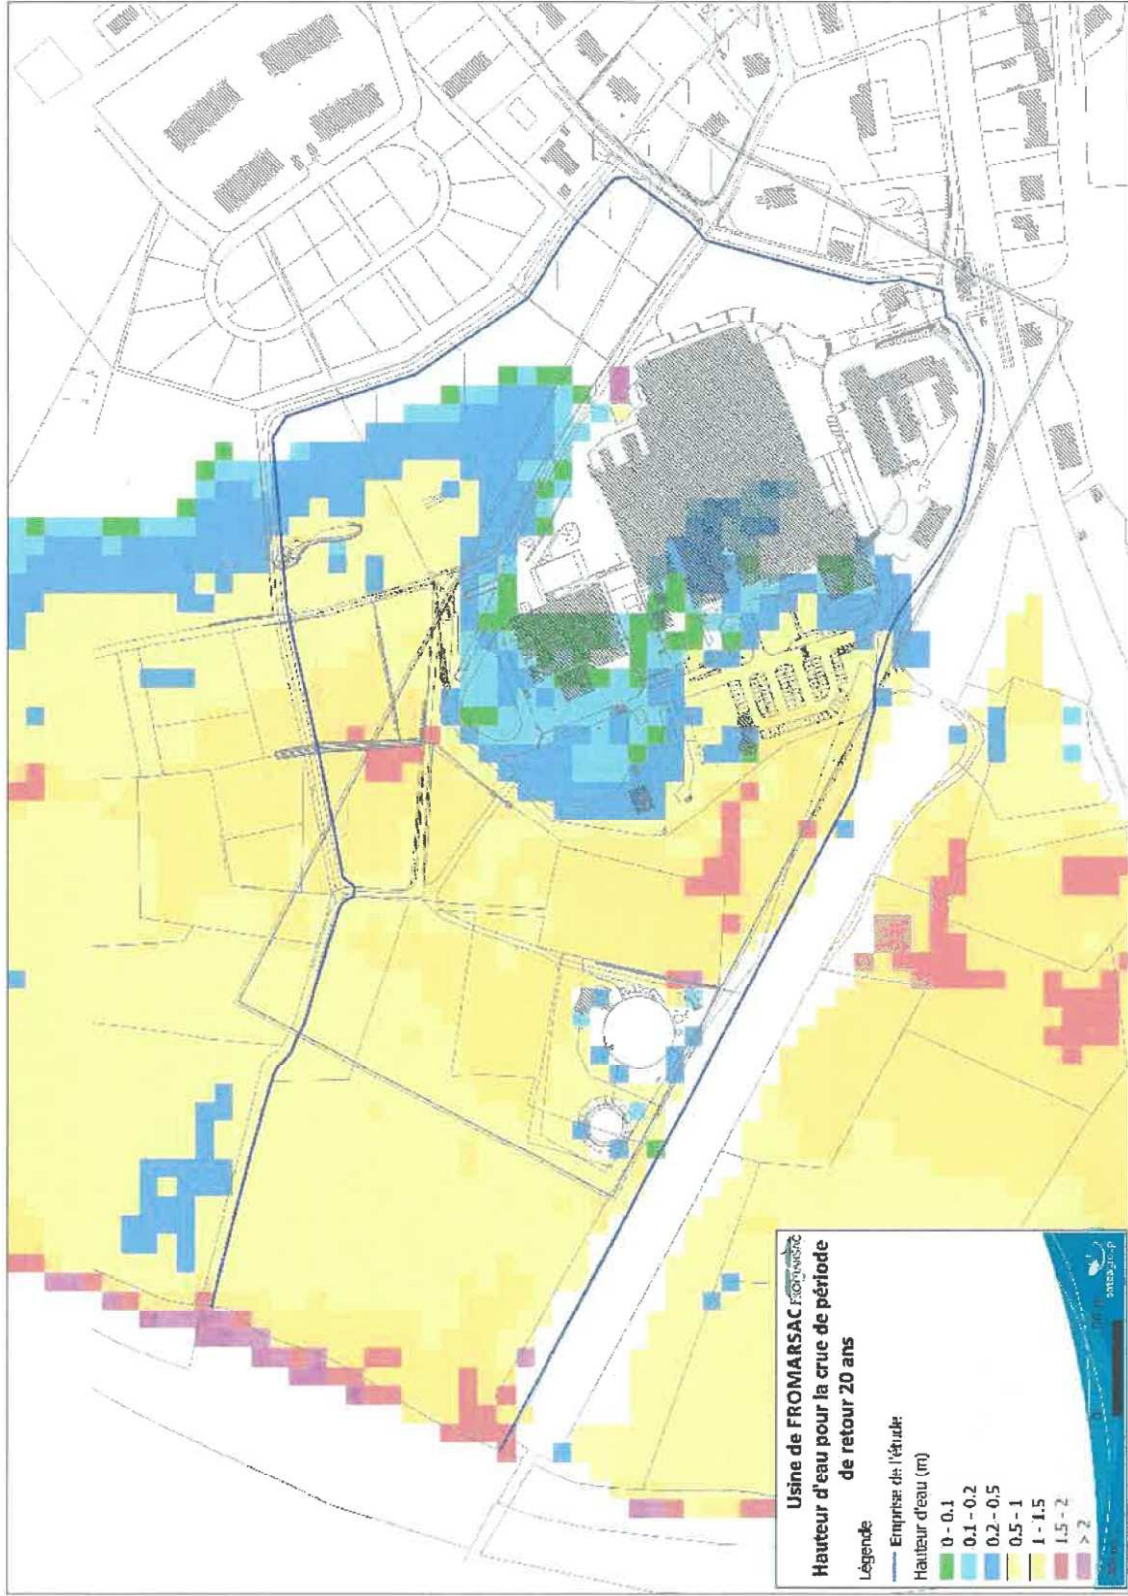 Usine de FROMARSAC
Hauteur d'eau pour la crue de période
de retour 20 ans
Légende
Emprise de l'étude
Hauteur d'eau (m)
0 - 0.1
0.1 - 0.2
0.2 - 0.5
0.5 - 1
1 - 1.5
1.5 - 2
> 2
0
anteagroup